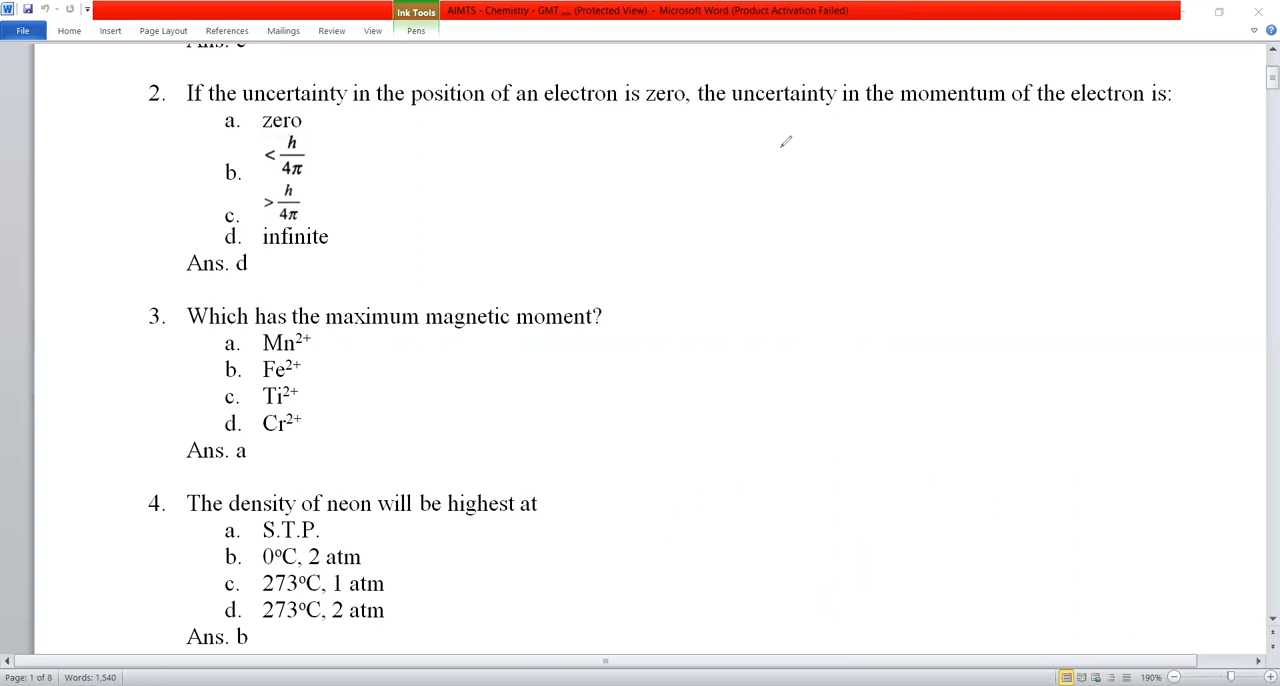 Ink Tools
AIMTS - Chemistry - GMT (Protected View) - Microsoft Word (Product Activation Failed)
File Home Insert Page Layout References Mailings Review View Pens
2. If the uncertainty in the position of an electron is zero, the uncertainty in the momentum of the electron is:
a. zero
b. < h/4π
c. > h/4π
d. infinite
Ans. d
3. Which has the maximum magnetic moment?
a. Mn²⁺
b. Fe²⁺
c. Ti²⁺
d. Cr²⁺
Ans. a
4. The density of neon will be highest at
a. S.T.P.
b. 0ᵒC, 2 atm
c. 273ᵒC, 1 atm
d. 273ᵒC, 2 atm
Ans. b
Page: 1 of 8 Words: 1,540 190%